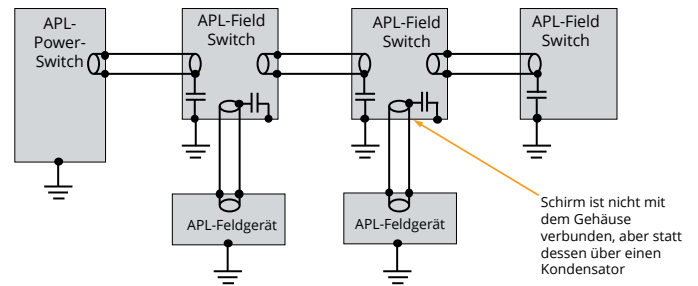 APL-
Power-
Switch
APL-Field
Switch
APL-Field
Switch
APL-Field
Switch
APL-Feldgerät
APL-Feldgerät
Schirm ist nicht mit
dem Gehäuse
verbunden, aber statt
dessen über einen
Kondensator